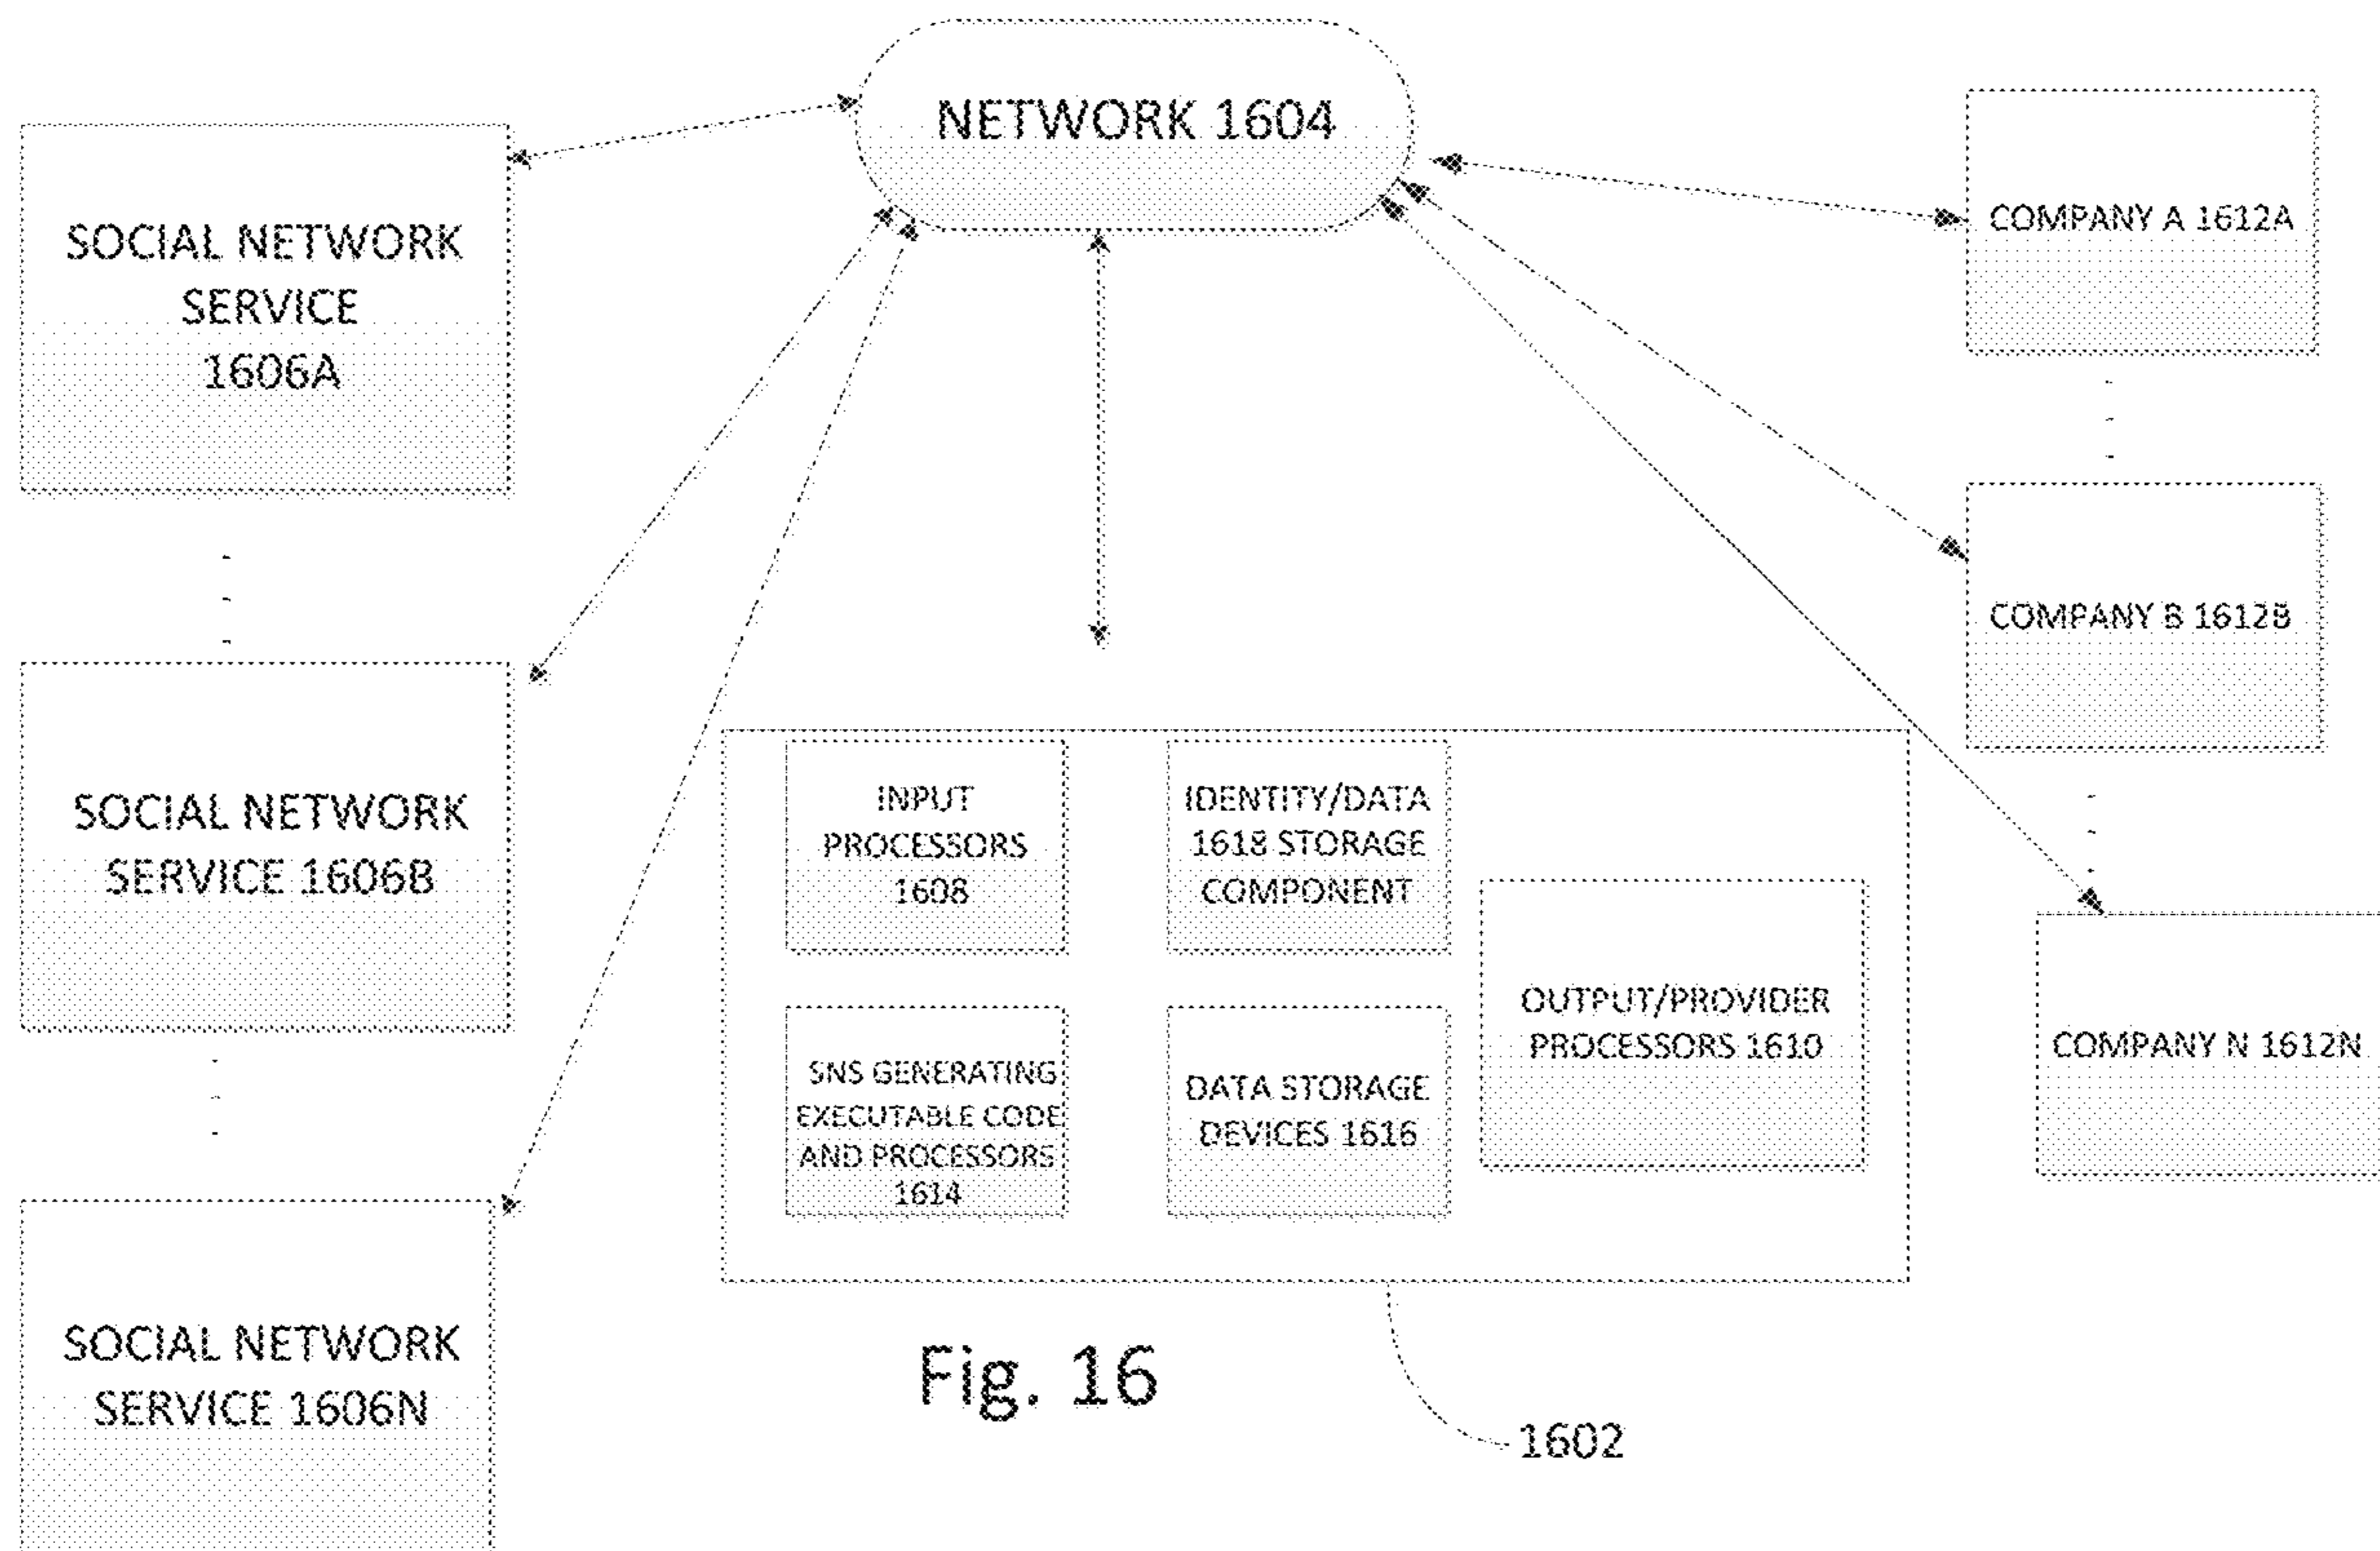 NETWORK 1604
SOCIAL NETWORK
SERVICE
1606A
COMPANY A 1612A
COMPANY B 1612B
SOCIAL NETWORK
SERVICE 1606B
INPUT
PROCESSORS
1608
IDENTITY/DATA
1618 STORAGE
COMPONENT
OUTPUT/PROVIDER
PROCESSORS 1610
COMPANY N 1612N
SNS GENERATING
EXECUTABLE CODE
AND PROCESSORS
1614
DATA STORAGE
DEVICES 1616
SOCIAL NETWORK
SERVICE 1606N
Fig. 16
1602